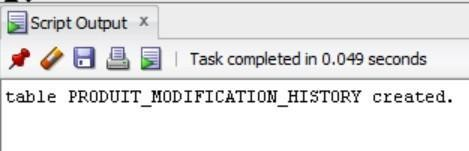 Script Output x
Task completed in 0.049 seconds
table PRODUIT_MODIFICATION_HISTORY created.